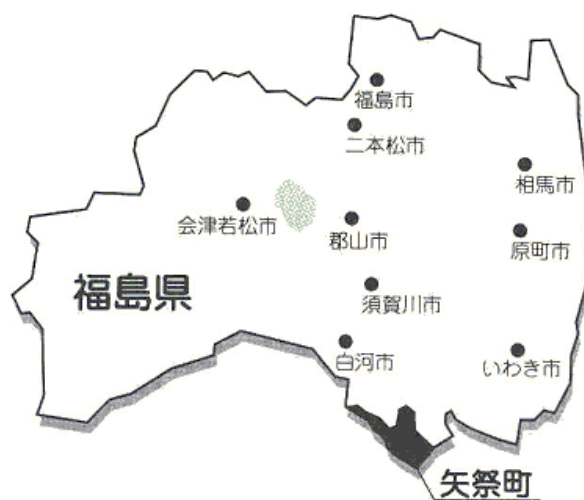 福島市
二本松市
相馬市
会津若松市
郡山市
原町市
福島県
須賀川市
白河市
いわき市
矢祭町